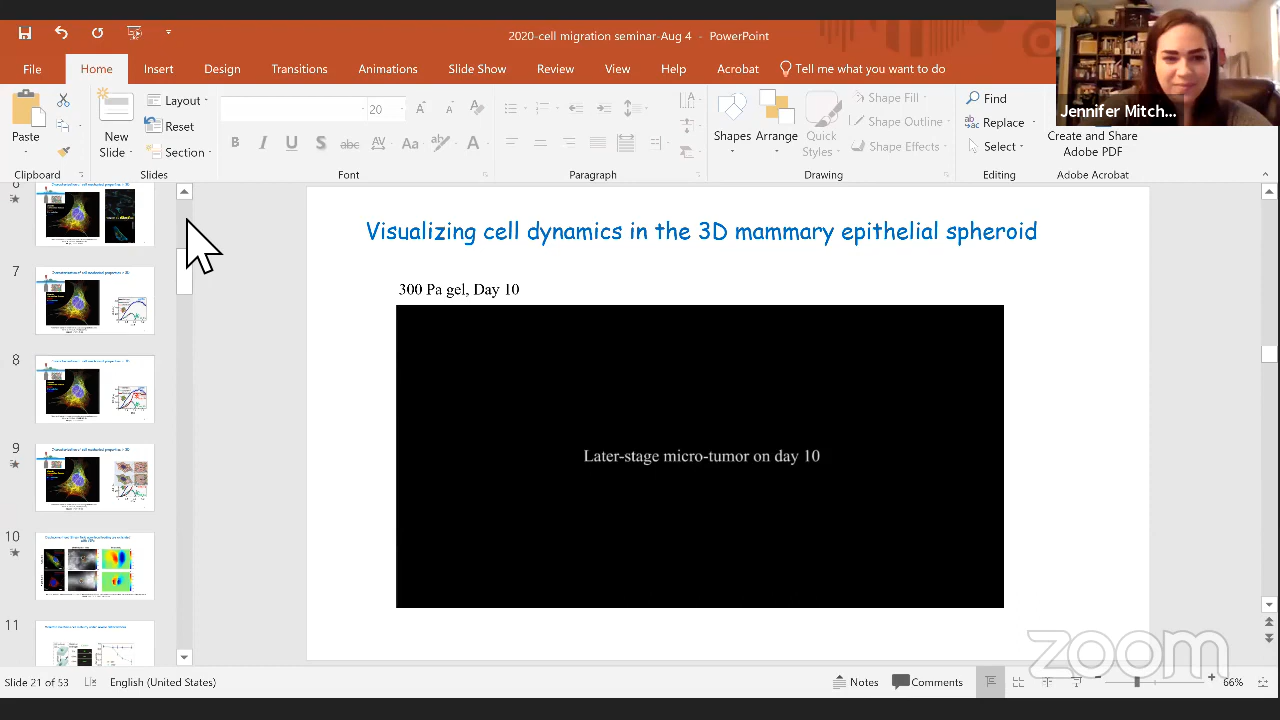 2020-cell migration seminar-Aug 4 - PowerPoint
File
Home
Insert
Design
Transitions
Animations
Slide Show
Review
View
Help
Acrobat
Tell me what you want to do
Jennifer Mitch...
Paste
New
Slide
Layout
Reset
Section
20
B I U S abc AV Aa A
Shapes
Arrange
Quick
Styles
Shape Fill
Shape Outline
Shape Effects
Find
Replace
Select
Create and Share
Adobe PDF
Clipboard
Slides
Font
Paragraph
Drawing
Editing
Adobe Acrobat
7
8
9
10
11
Visualizing cell dynamics in the 3D mammary epithelial spheroid
300 Pa gel, Day 10
Later-stage micro-tumor on day 10
zoom
Slide 21 of 53
English (United States)
Notes
Comments
66%